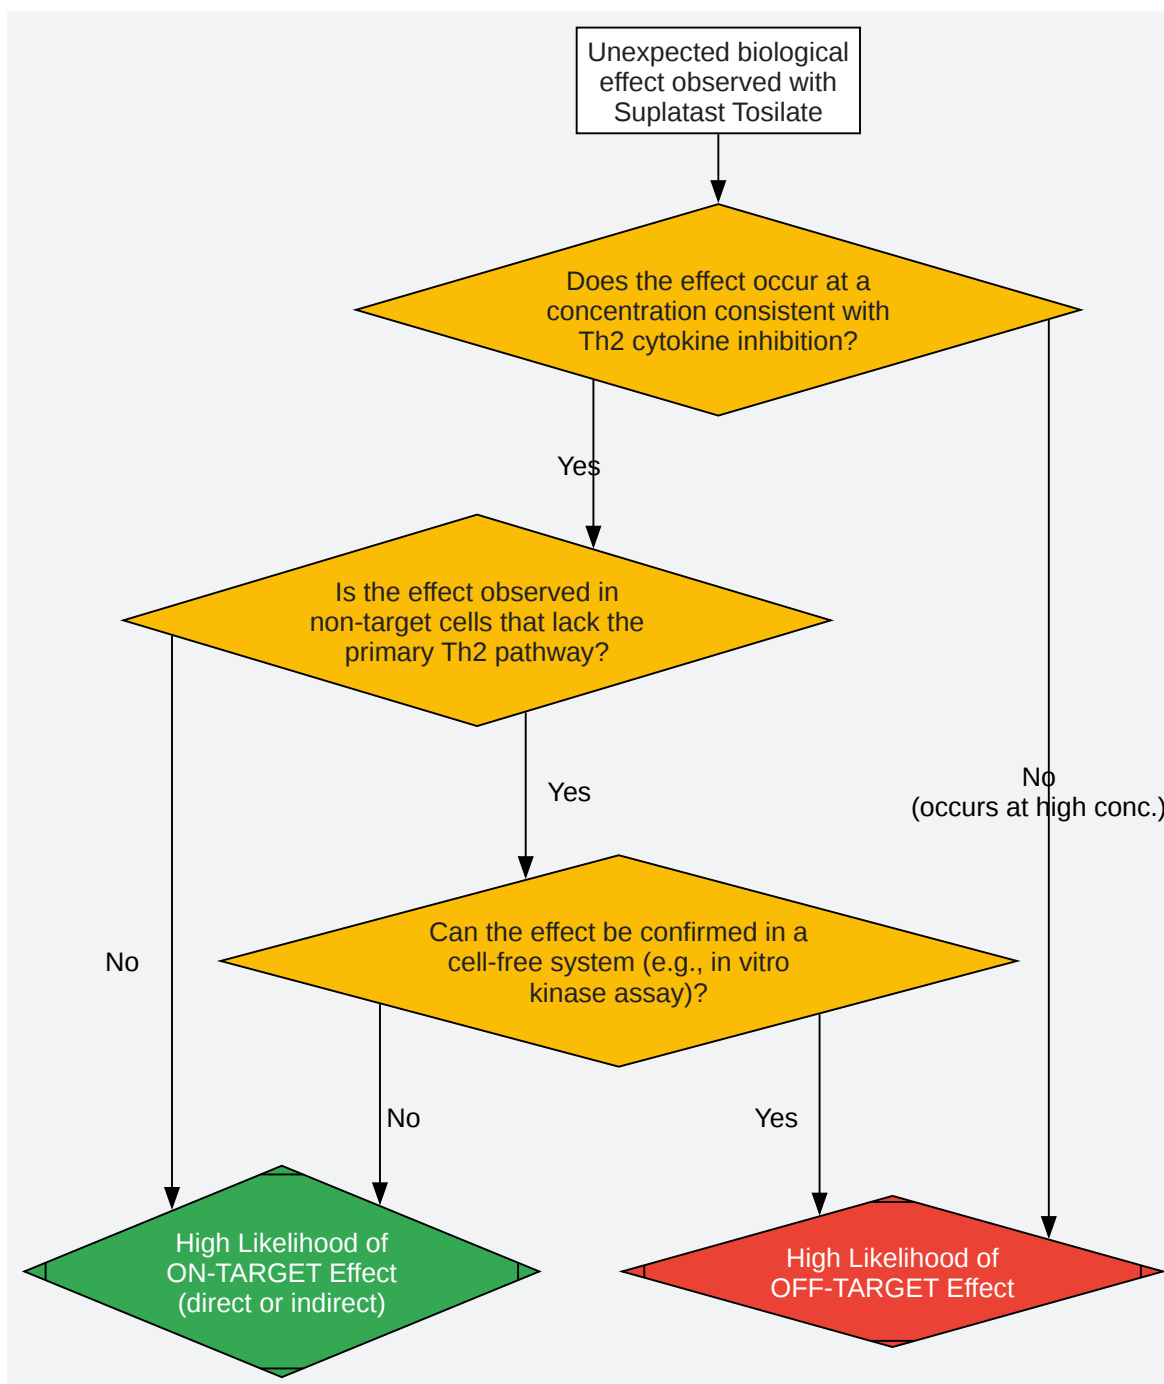 Unexpected biological
effect observed with
Suplatast Tosilate
Does the effect occur at a
concentration consistent with
Th2 cytokine inhibition?
Yes
Is the effect observed in
non-target cells that lack the
primary Th2 pathway?
Yes
No
(occurs at high conc.)
Can the effect be confirmed in a
cell-free system (e.g., in vitro
kinase assay)?
No
No
Yes
High Likelihood of
ON-TARGET Effect
(direct or indirect)
High Likelihood of
OFF-TARGET Effect